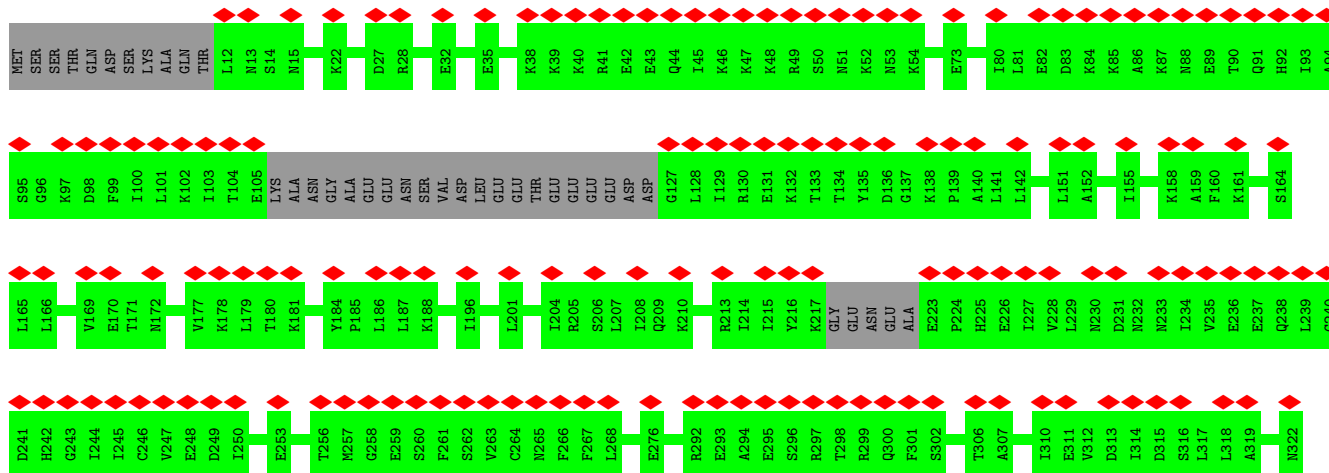 MET SER SER THR GLN ASP SER LYS ALA GLN THR L12 N13 S14 N15 K22 D27 R28 E32 E35 K38 K39 K40 R41 E42 E43 Q44 I45 K46 K47 K48 R49 S50 N51 K52 N53 K54 E73 I80 L81 E82 D83 K84 K85 A86 K87 N88 E89 T90 Q91 H92 I93 A94
S95 G96 K97 D98 F99 I100 L101 K102 I103 T104 E105 LYS ALA ASN GLY ALA GLU GLU ASN SER VAL ASP LEU GLU GLU THR GLU GLU GLU GLU ASP ASP G127 L128 I129 R130 E131 K132 T133 T134 Y135 D136 G137 K138 P139 A140 L141 L142 L151 A152 I155 K158 A159 F160 K161 S164
L165 L166 V169 E170 T171 N172 V177 K178 L179 T180 K181 Y184 P185 L186 L187 K188 I196 L201 I204 R205 S206 L207 I208 Q209 K210 R213 I214 I215 Y216 K217 GLY GLU ASN GLU ALA E223 P224 H225 E226 I227 V228 L229 N230 D231 N232 N233 I234 V235 E236 E237 Q238 L239 G240
D241 H242 G243 I244 I245 C246 V247 E248 D249 I250 E253 T256 M257 G258 E259 S260 F261 S262 V263 C264 N265 F266 F267 L268 E276 R292 E293 A294 E295 S296 R297 T298 R299 Q300 F301 S302 T306 A307 I310 E311 V312 D313 I314 D315 S316 L317 L318 A319 N322